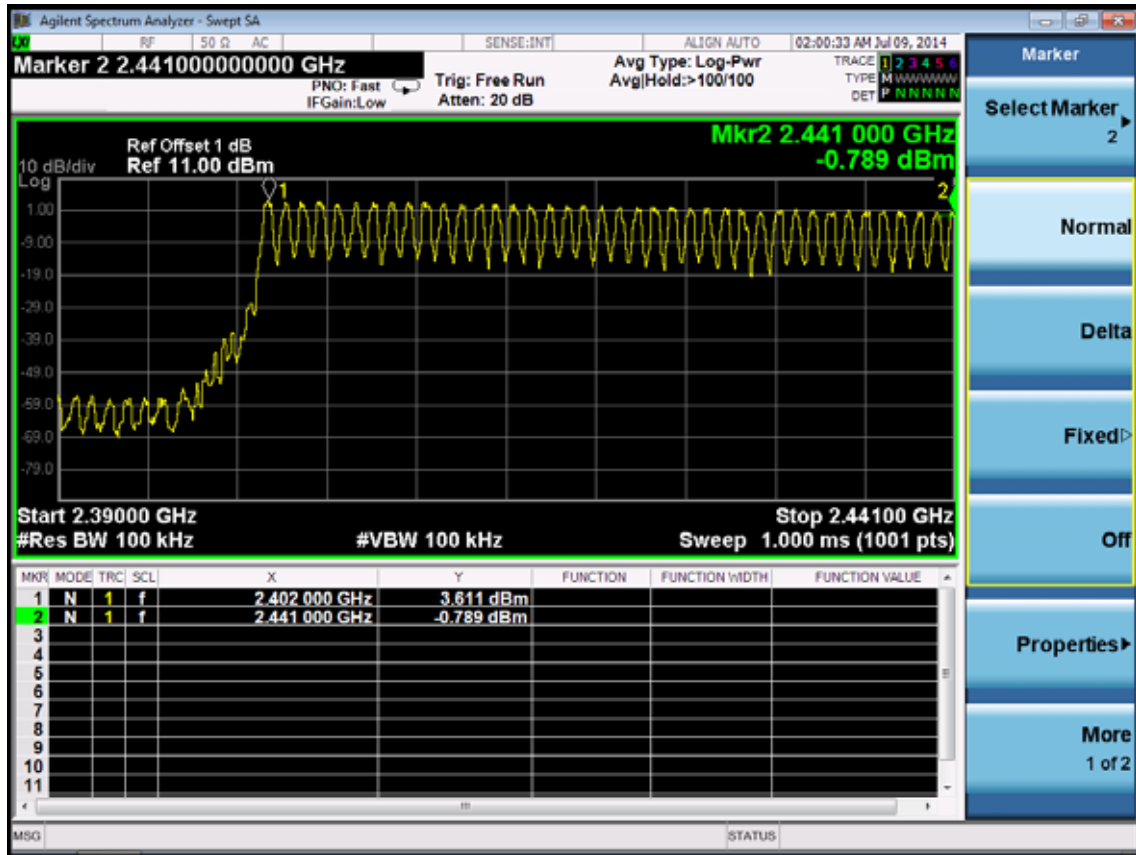 Agilent Spectrum Analyzer - Swept SA
RF 50 Ω AC SENSE:INT ALIGN AUTO 02:00:33 AM Jul 09, 2014
Marker 2 2.441000000000 GHz
PNO: Fast
IFGain:Low
Trig: Free Run
Atten: 20 dB
Avg Type: Log-Pwr
Avg|Hold:>100/100
TRACE 1 2 3 4 5 6
TYPE M WWWWW
DET P N N N N N
Ref Offset 1 dB
10 dB/div Ref 11.00 dBm
Log
Mkr2 2.441 000 GHz
-0.789 dBm
1
2
1.00
-9.00
-19.0
-29.0
-39.0
-49.0
-59.0
-69.0
-79.0
Start 2.39000 GHz Stop 2.44100 GHz
#Res BW 100 kHz #VBW 100 kHz Sweep 1.000 ms (1001 pts)
MKR MODE TRC SCL X Y FUNCTION FUNCTION WIDTH FUNCTION VALUE
1 N 1 f 2.402 000 GHz 3.611 dBm
2 N 1 f 2.441 000 GHz -0.789 dBm
3
4
5
6
7
8
9
10
11
MSG STATUS
Marker
Select Marker
2
Normal
Delta
Fixed
Off
Properties
More
1 of 2